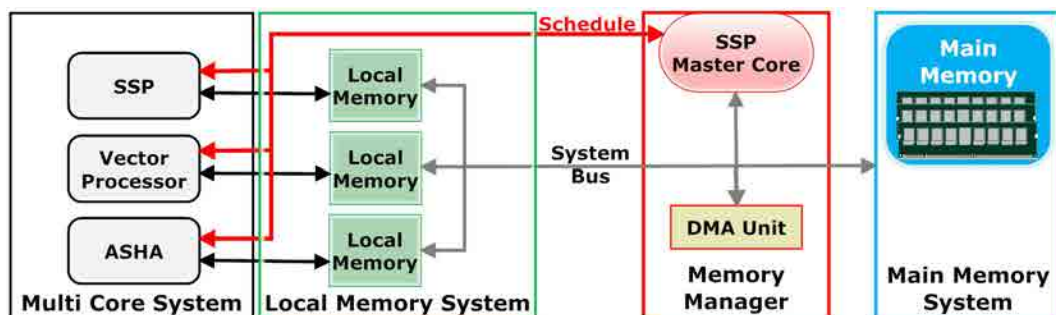 Schedule
SSP
Vector
Processor
ASHA
Multi Core System
Local
Memory
Local
Memory
Local
Memory
Local Memory System
System
Bus
SSP
Master Core
DMA Unit
Memory
Manager
Main
Memory
Main Memory
System